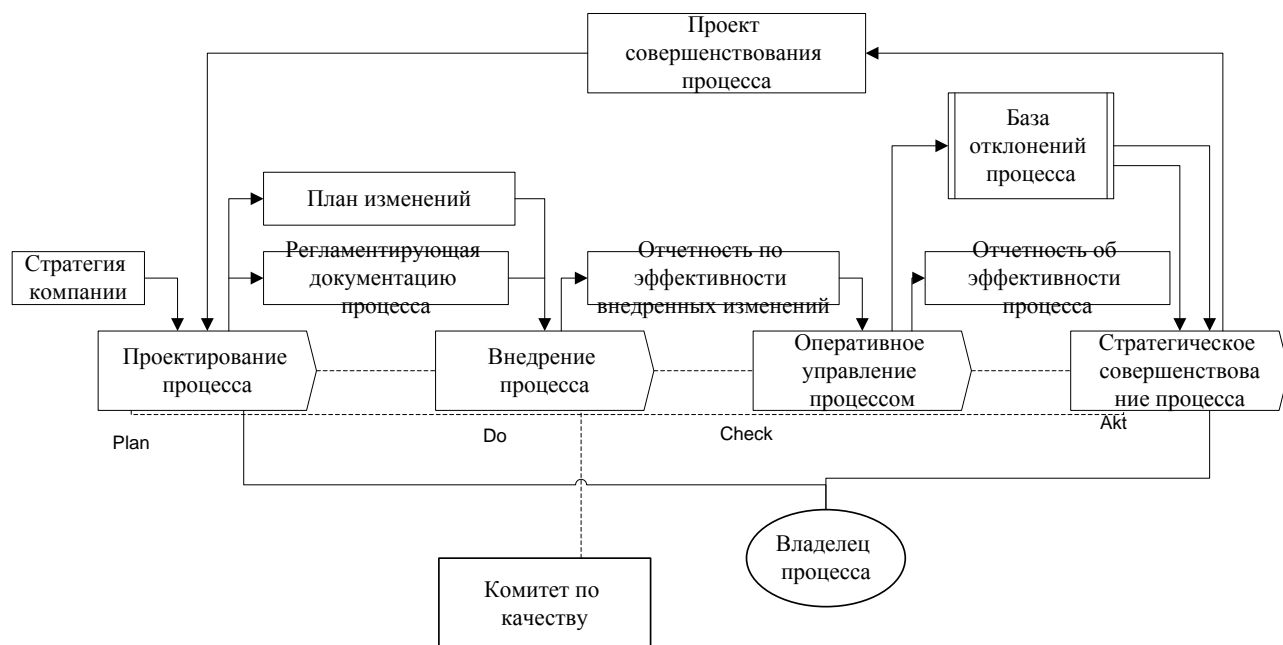 Проект
совершенствования
процесса
База
отклонений
процесса
План изменений
Стратегия
компании
Регламентирующая
документацию
процесса
Отчетность по
эффективности
внедренных изменений
Отчетность об
эффективности
процесса
Проектирование
процесса
Внедрение
процесса
Оперативное
управление
процессом
Стратегическое
совершенствова
ние процесса
Plan
Do
Check
Akt
Владелец
процесса
Комитет по
качеству